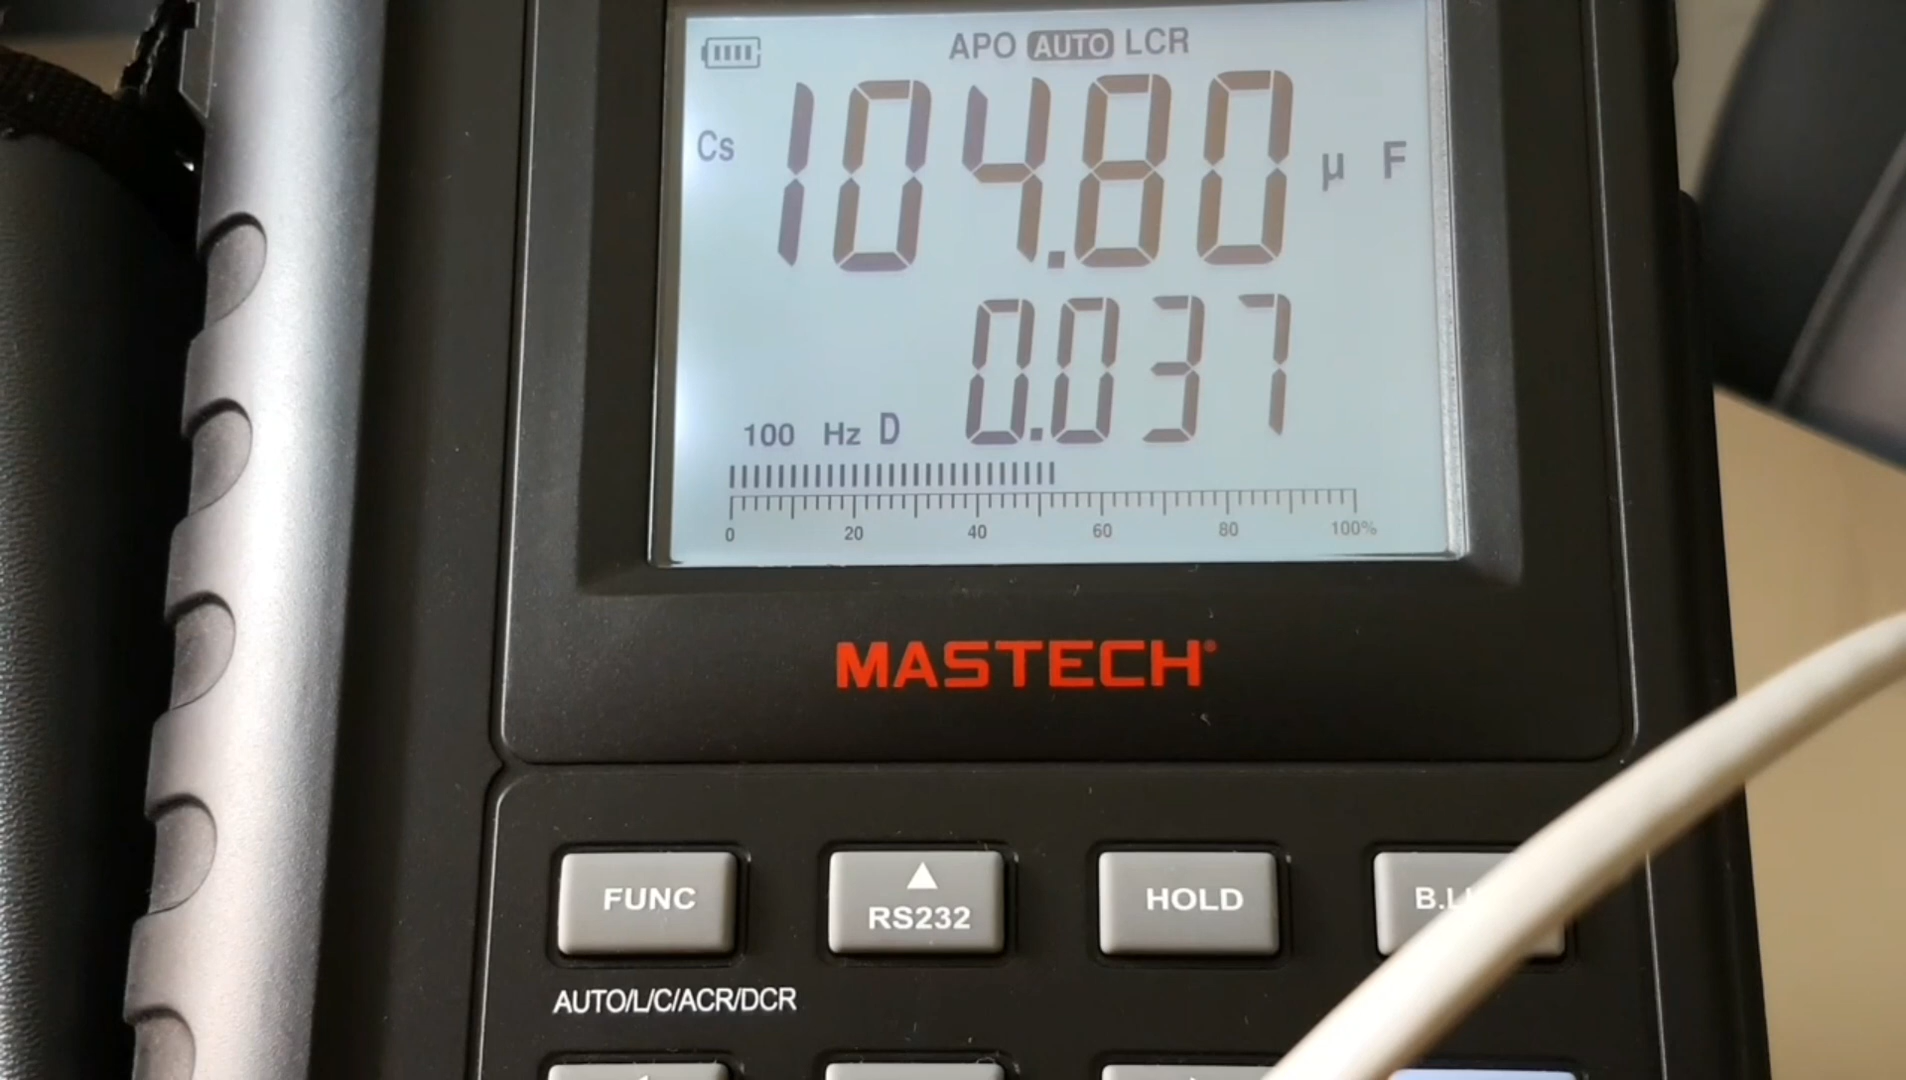 APO AUTO LCR
Cs 104.80 µ F
100 Hz D 0.037
0 20 40 60 80 100%
MASTECH®
FUNC
▲
RS232
HOLD
AUTO/L/C/ACR/DCR